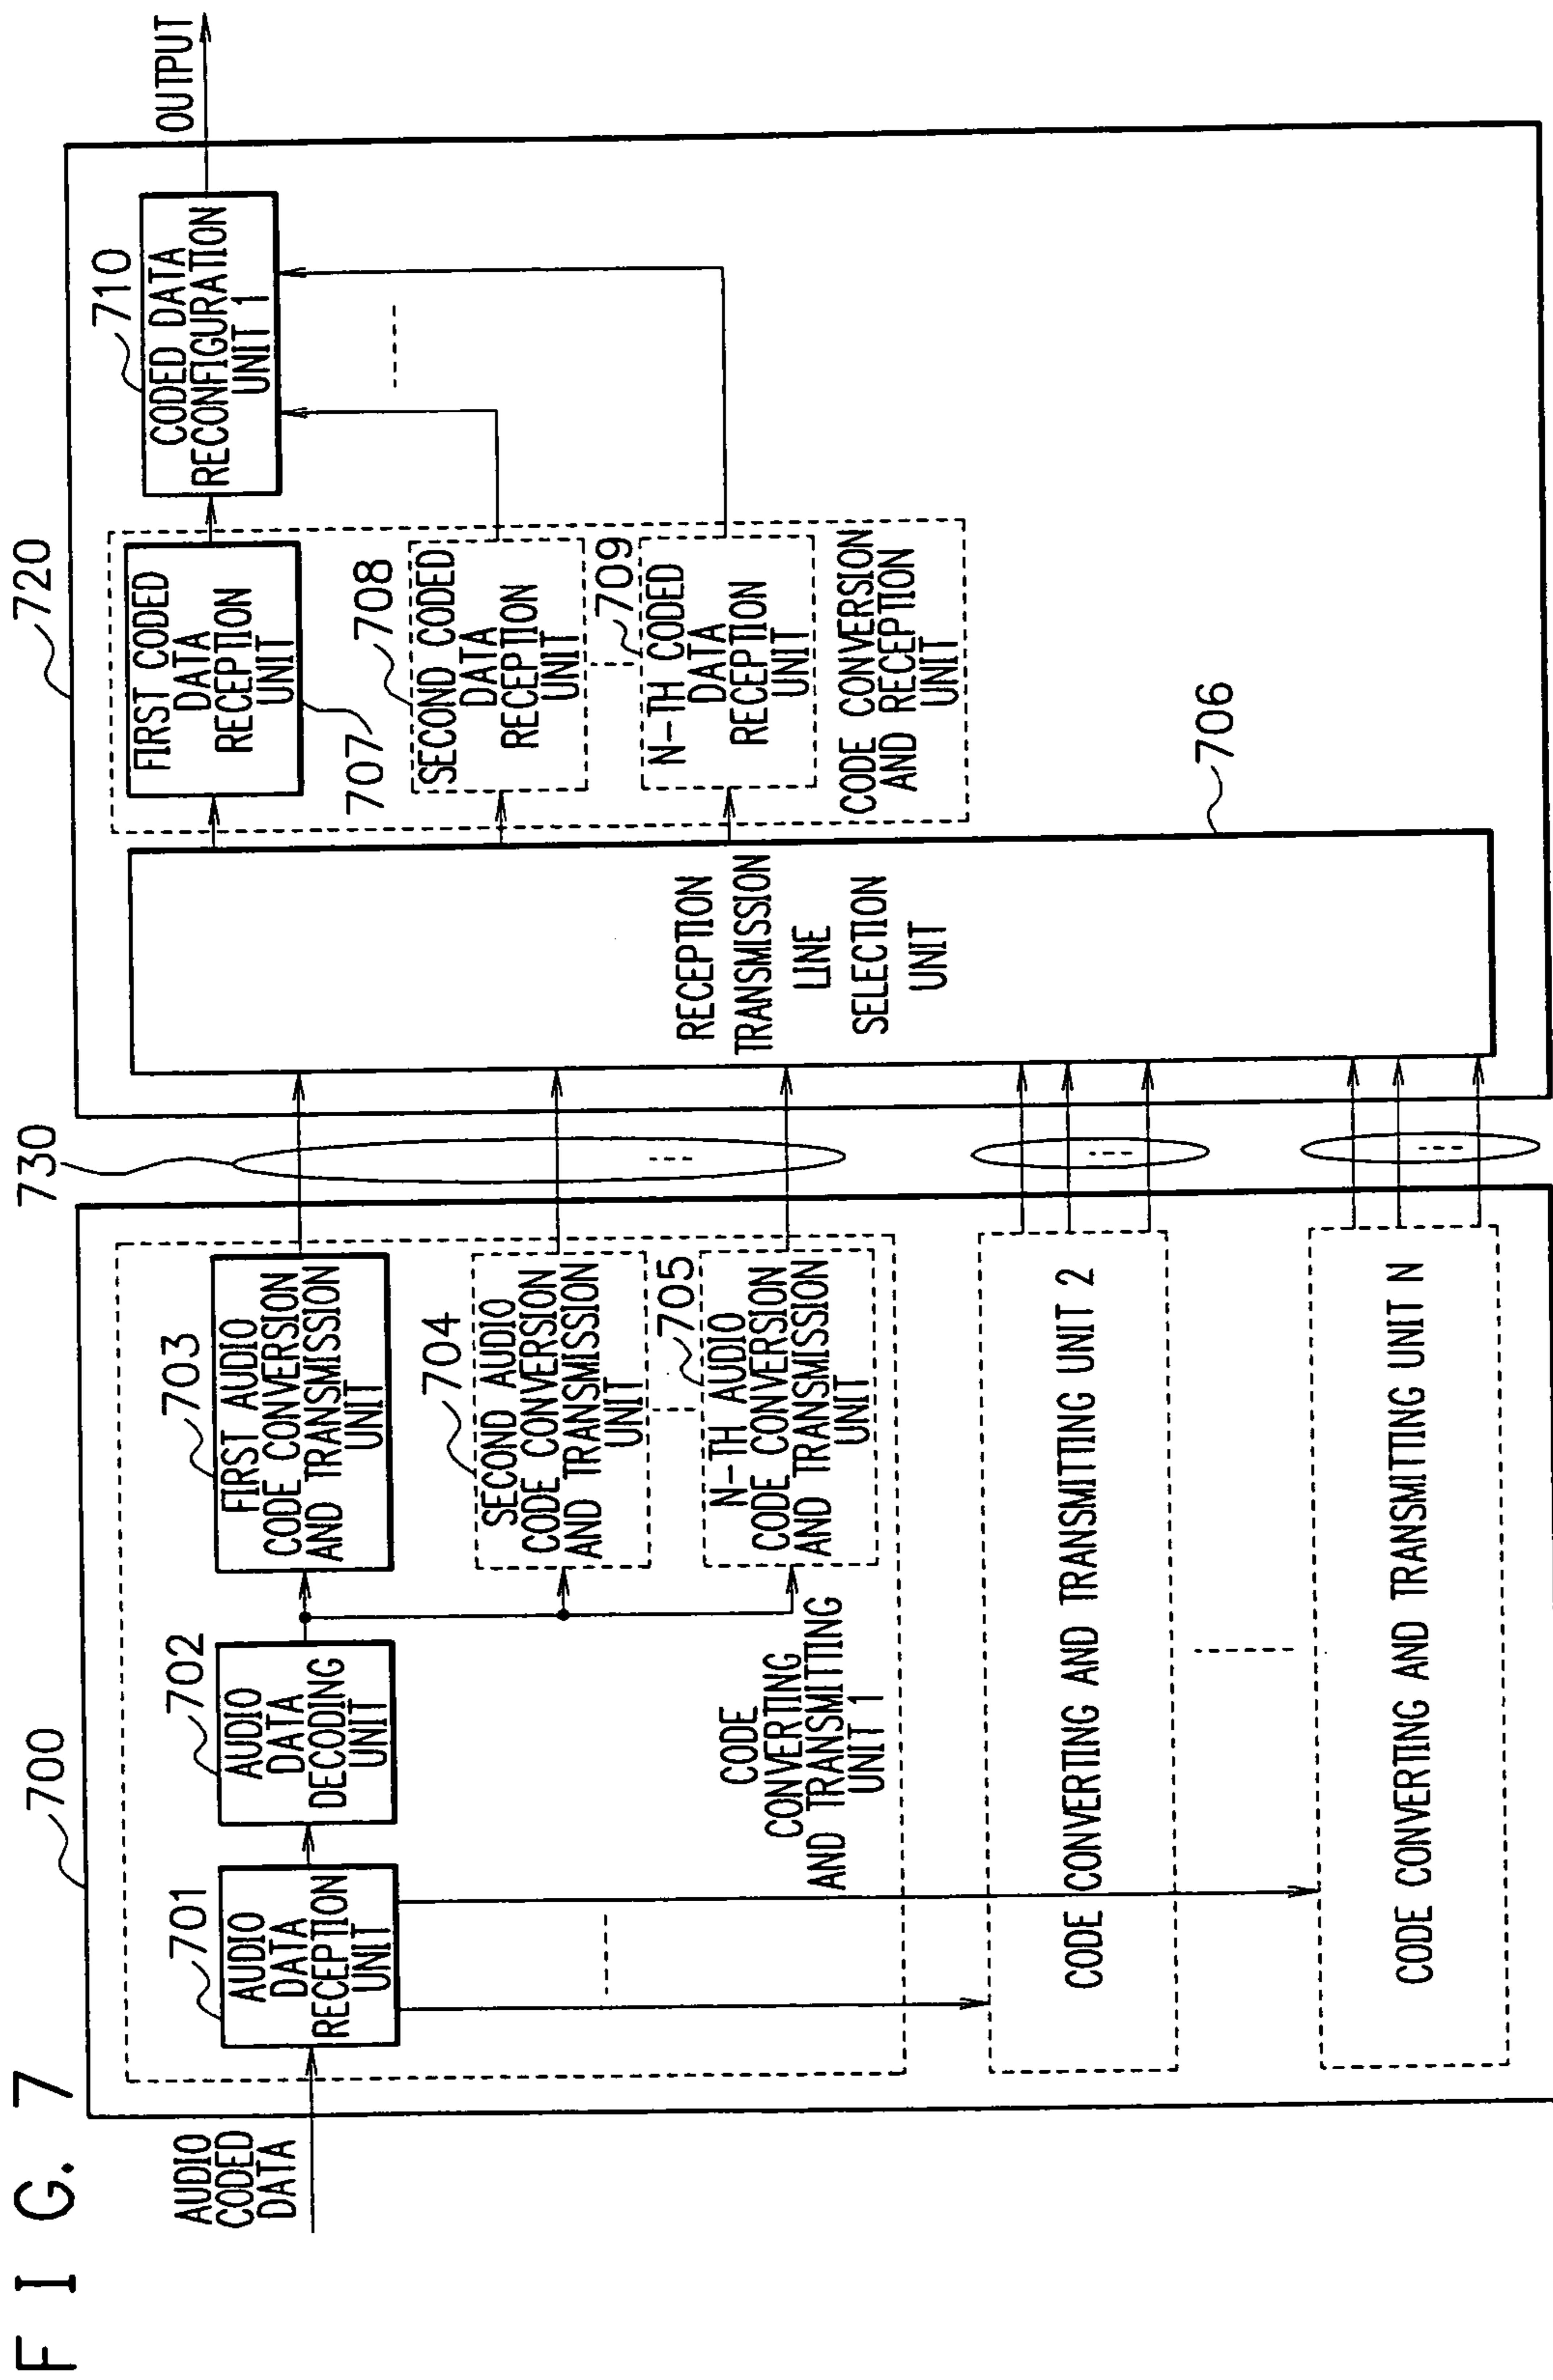 FIG. 7
700
AUDIO
CODED
DATA
701
AUDIO
DATA
RECEPTION
UNIT
702
AUDIO
DATA
DECODING
UNIT
703
FIRST AUDIO
CODE CONVERSION
AND TRANSMISSION
UNIT
704
SECOND AUDIO
CODE CONVERSION
AND TRANSMISSION
UNIT
705
N-TH AUDIO
CODE CONVERSION
AND TRANSMISSION
UNIT
CODE
CONVERTING
AND TRANSMITTING
UNIT 1
CODE CONVERTING AND TRANSMITTING UNIT 2
CODE CONVERTING AND TRANSMITTING UNIT N
730
720
RECEPTION
TRANSMISSION
LINE
SELECTION
UNIT
706
FIRST CODED
DATA
RECEPTION
UNIT
707
708
SECOND CODED
DATA
RECEPTION
UNIT
709
N-TH CODED
DATA
RECEPTION
UNIT
CODE CONVERSION
AND RECEPTION
UNIT
710
CODED DATA
RECONFIGURATION
UNIT 1
OUTPUT